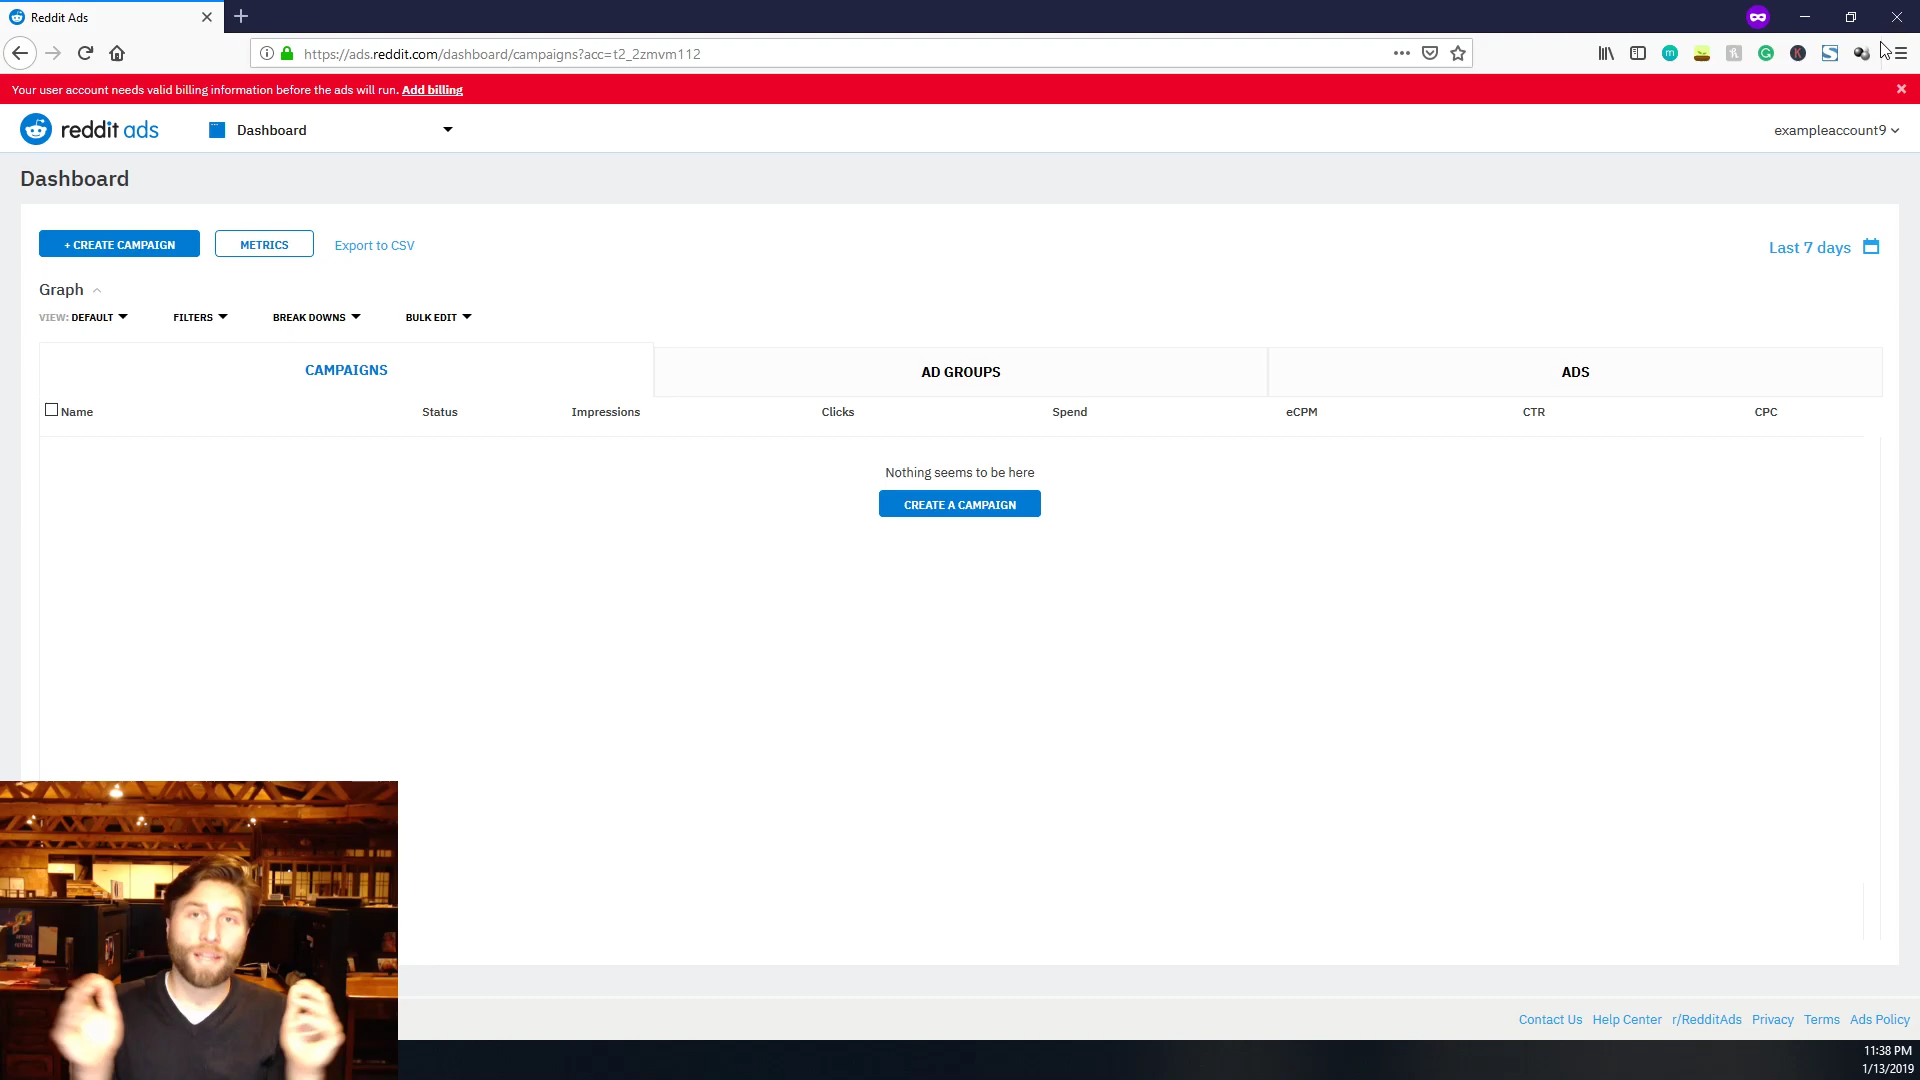 Reddit Ads
https://ads.reddit.com/dashboard/campaigns?acc=t2_2zmvm112
Your user account needs valid billing information before the ads will run. Add billing
reddit ads
Dashboard
exampleaccount9
Dashboard
+ CREATE CAMPAIGN
METRICS
Export to CSV
Last 7 days
Graph
VIEW: DEFAULT
FILTERS
BREAK DOWNS
BULK EDIT
CAMPAIGNS
AD GROUPS
ADS
Name Status Impressions Clicks Spend eCPM CTR CPC
Nothing seems to be here
CREATE A CAMPAIGN
Contact Us Help Center r/RedditAds Privacy Terms Ads Policy
11:38 PM
1/13/2019